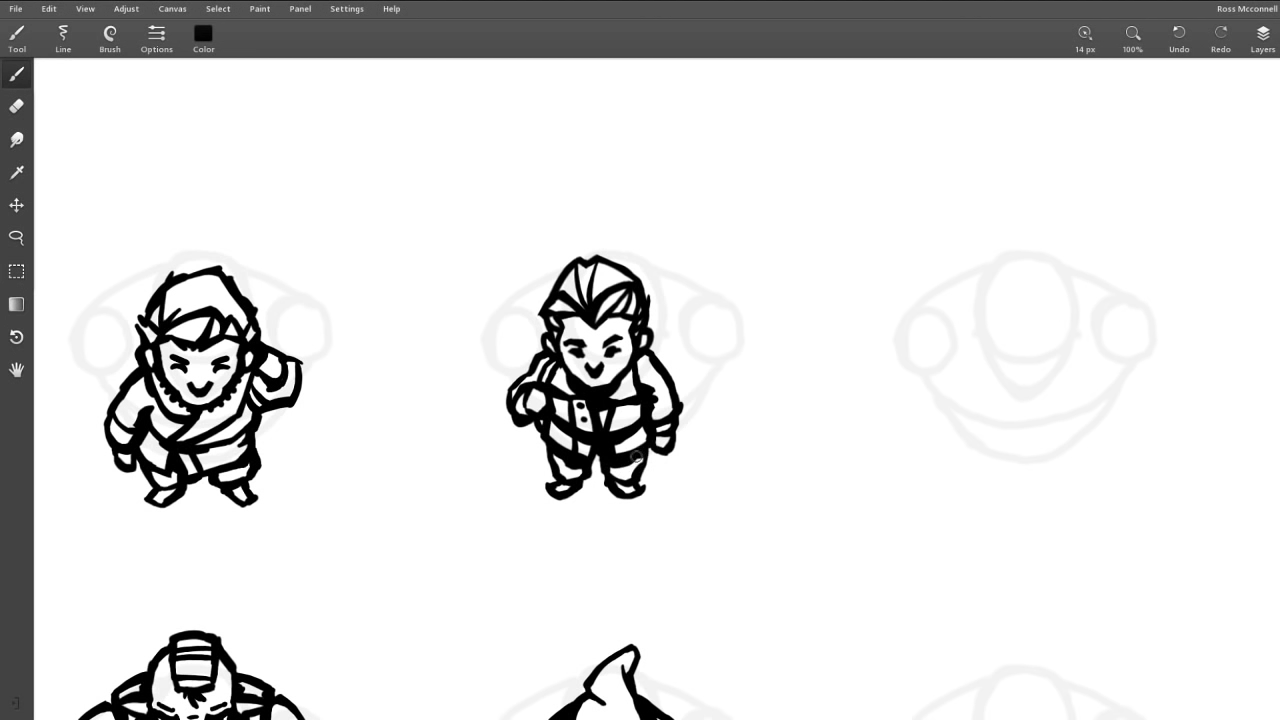 File Edit View Adjust Canvas Select Paint Panel Settings Help Ross Mcconnell
Tool Line Brush Options Color 14 px 100% Undo Redo Layers